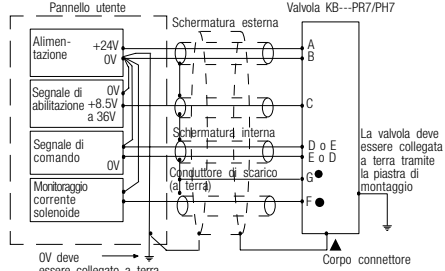 Pannello utente
Valvola KB---PR7/PH7
Schermatura esterna
Alimen-
tazione
+24V
0V
A
B
Segnale di
abilitazione
0V
+8.5V
a 36V
C
Segnale di
comando
0V
Schermatura interna
D o E
E o D
La valvola deve
essere collegata
a terra tramite
la piastra di
montaggio
Conduttore di scarico
(a terra)
G
Monitoraggio
corrente
solenoide
F
0V deve
essere collegato a terra
Corpo connettore